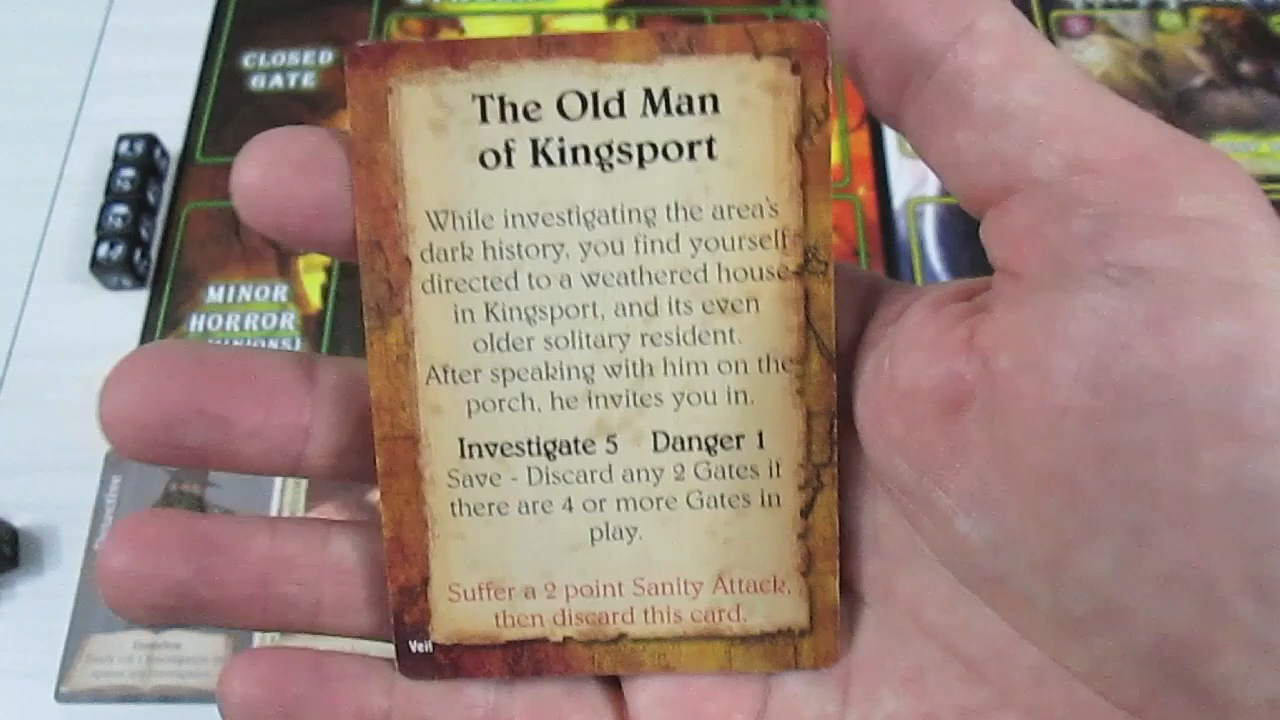 CLOSED
GATE
MINOR
HORROR
The Old Man
of Kingsport
While investigating the area's
dark history, you find yourself
directed to a weathered house
in Kingsport, and its even
older solitary resident.
After speaking with him on the
porch, he invites you in.
Investigate 5 Danger 1
Save - Discard any 2 Gates if
there are 4 or more Gates in
play.
Suffer a 2 point Sanity Attack,
then discard this card.
Veil